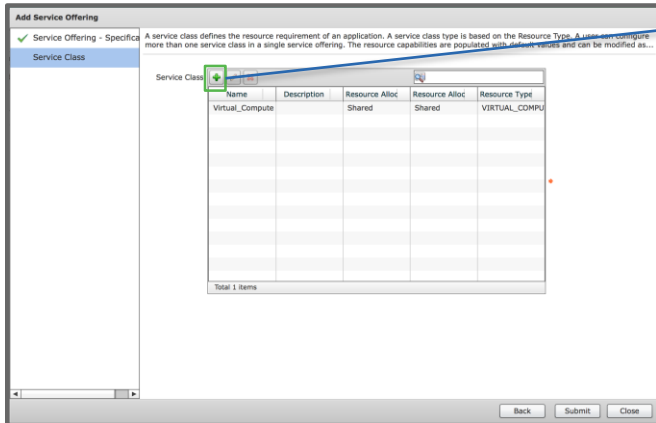 Add Service Offering
Service Offering - Specifica
Service Class
A service class defines the resource requirement of an application. A service class type is based on the Resource Type. A user can configure
more than one service class in a single service offering. The resource capabilities are populated with default values and can be modified as...
Service Class
Name Description Resource Alloc Resource Alloc Resource Type
Virtual_Compute Shared Shared VIRTUAL_COMPU
Total 1 items
Back Submit Close